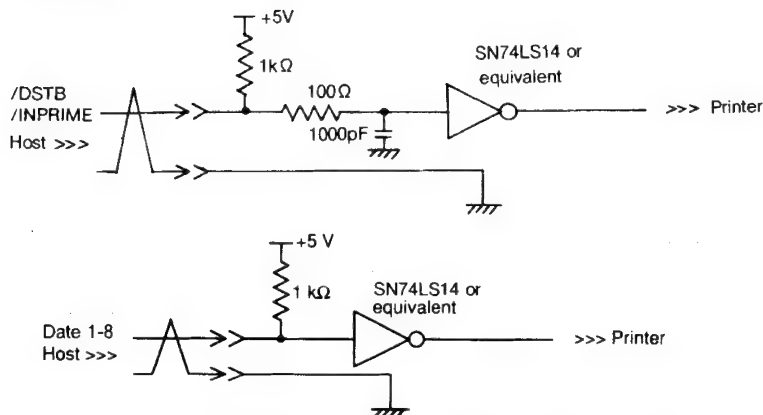 +5V
1kΩ
SN74LS14 or
equivalent
100Ω
/DSTB
/INPRIME
Host >>>
1000pF
>>> Printer
+5 V
1 kΩ
SN74LS14 or
equivalent
Date 1-8
Host >>>
>>> Printer